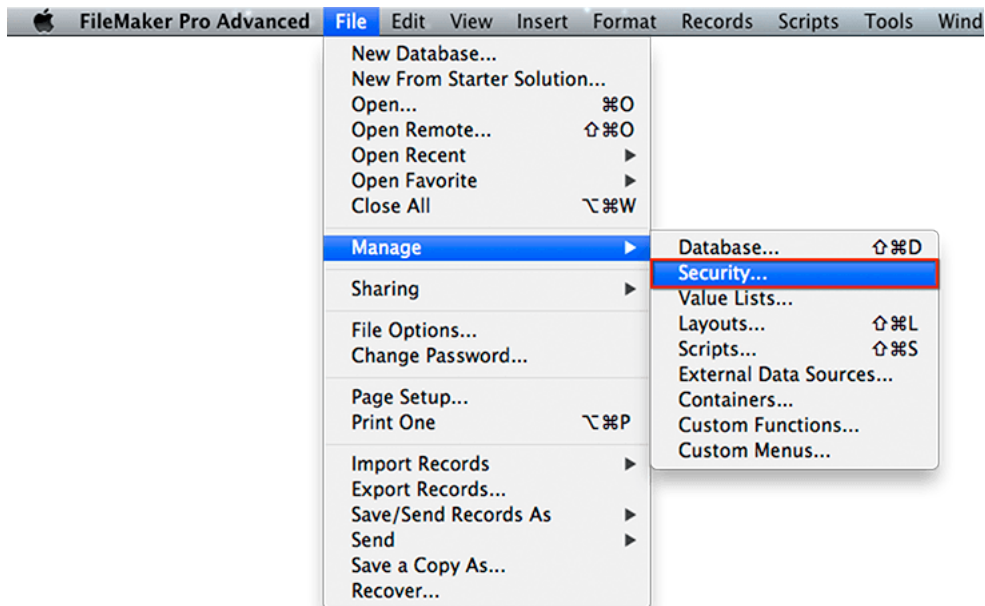 FileMaker Pro Advanced File Edit View Insert Format Records Scripts Tools Wind
New Database...
New From Starter Solution...
Open... ⌘O
Open Remote... ⇧⌘O
Open Recent ▶
Open Favorite ▶
Close All ⌥⌘W
Manage ▶
Sharing ▶
File Options...
Change Password...
Page Setup...
Print One ⌥⌘P
Import Records ▶
Export Records...
Save/Send Records As ▶
Send ▶
Save a Copy As...
Recover...
Database... ⇧⌘D
Security...
Value Lists...
Layouts... ⇧⌘L
Scripts... ⇧⌘S
External Data Sources...
Containers...
Custom Functions...
Custom Menus...